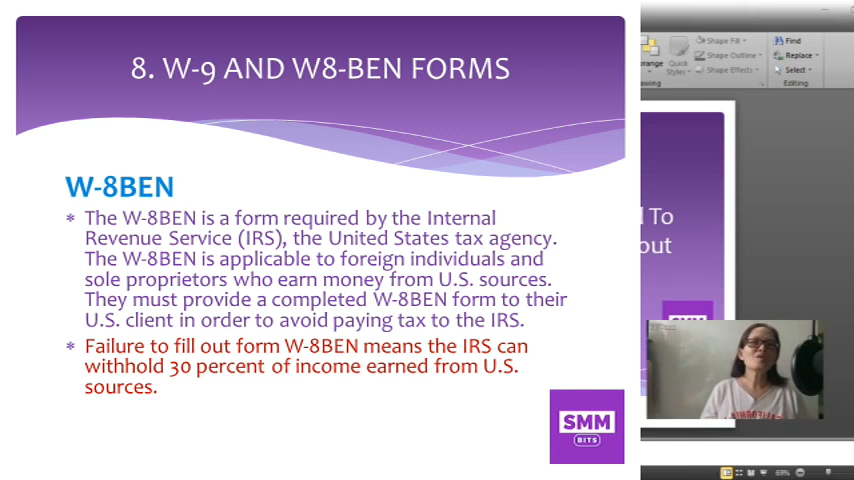 8. W-9 AND W8-BEN FORMS
W-8BEN
* The W-8BEN is a form required by the Internal
Revenue Service (IRS), the United States tax agency.
The W-8BEN is applicable to foreign individuals and
sole proprietors who earn money from U.S. sources.
They must provide a completed W-8BEN form to their
U.S. client in order to avoid paying tax to the IRS.
* Failure to fill out form W-8BEN means the IRS can
withhold 30 percent of income earned from U.S.
sources.
SMM
BITS
Shape Fill
Shape Outline
Shape Effects
Quick
Styles
Find
Replace
Select
Editing
To
out
SMM
69%